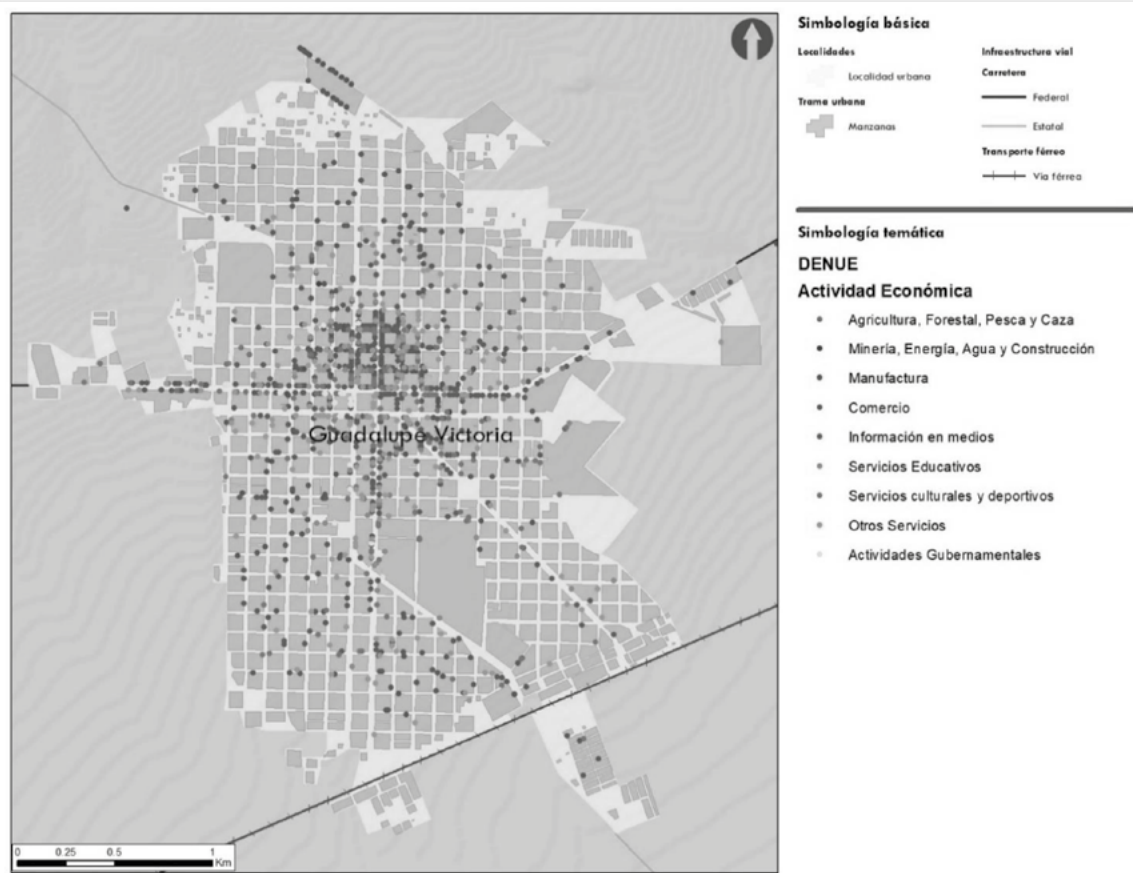 Simbología básica
Localidades
Localidad urbana
Trama urbana
Manzanas
Infraestructura vial
Carretera
Federal
Estatal
Transporte férreo
Vía férrea
Simbología temática
DENUE
Actividad Económica
Agricultura, Forestal, Pesca y Caza
Minería, Energía, Agua y Construcción
Manufactura
Comercio
Información en medios
Servicios Educativos
Servicios culturales y deportivos
Otros Servicios
Actividades Gubernamentales
Guadalupe Victoria
0 0.25 0.5 1
Km